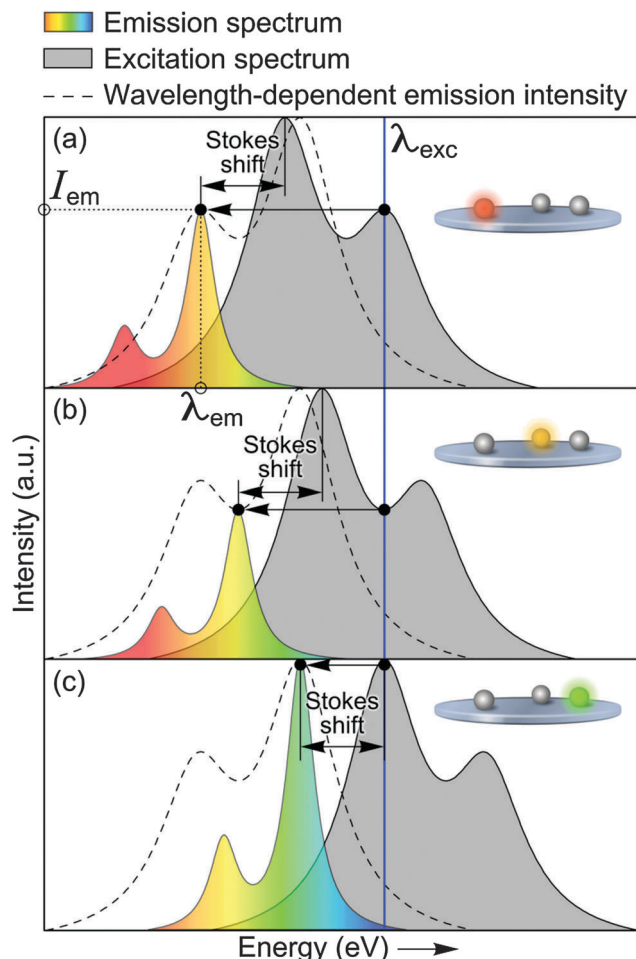 Emission spectrum
Excitation spectrum
Wavelength-dependent emission intensity
(a)
Stokes
shift
λexc
Iem
λem
(b)
Stokes
shift
Intensity (a.u.)
(c)
Stokes
shift
Energy (eV)